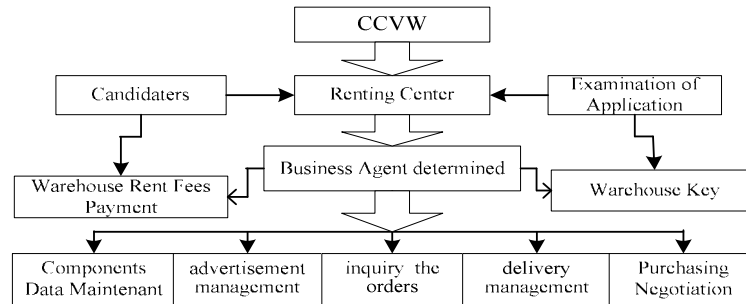 CCVW
Candidaters
Renting Center
Examination of
Application
Business Agent determined
Warehouse Rent Fees
Payment
Warehouse Key
Components
Data Maintenant
advertisement
management
inquiry the
orders
delivery
management
Purchasing
Negotiation